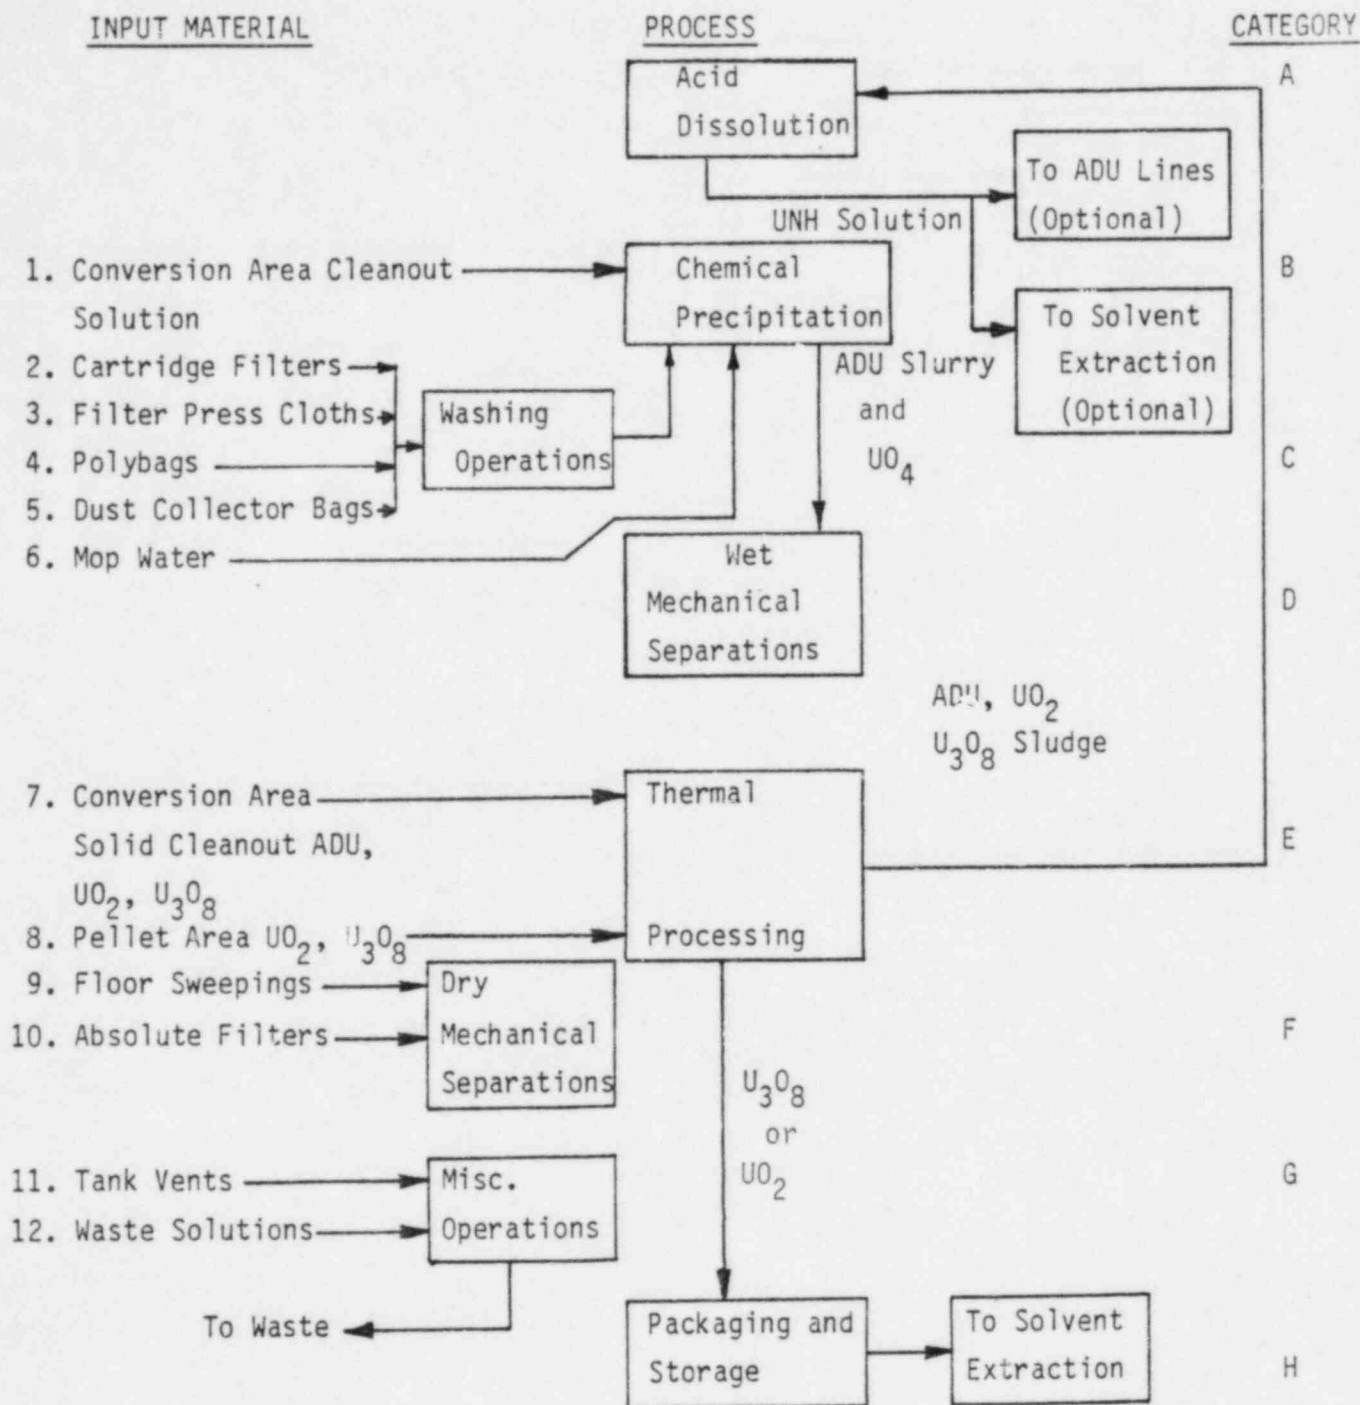 INPUT MATERIAL PROCESS CATEGORY
Acid A
Dissolution
To ADU Lines
(Optional)
UNH Solution
1. Conversion Area Cleanout Chemical B
Solution Precipitation To Solvent
Extraction
(Optional)
2. Cartridge Filters ADU Slurry
3. Filter Press Cloths Washing and
4. Polybags Operations UO4 C
5. Dust Collector Bags
6. Mop Water Wet
Mechanical D
Separations
ADU, UO2
U3O8 Sludge
7. Conversion Area Thermal
Solid Cleanout ADU, E
UO2, U3O8
8. Pellet Area UO2, U3O8 Processing
9. Floor Sweepings Dry
10. Absolute Filters Mechanical F
Separations
U3O8
or
11. Tank Vents Misc. UO2 G
12. Waste Solutions Operations
To Waste Packaging and To Solvent
Storage Extraction H